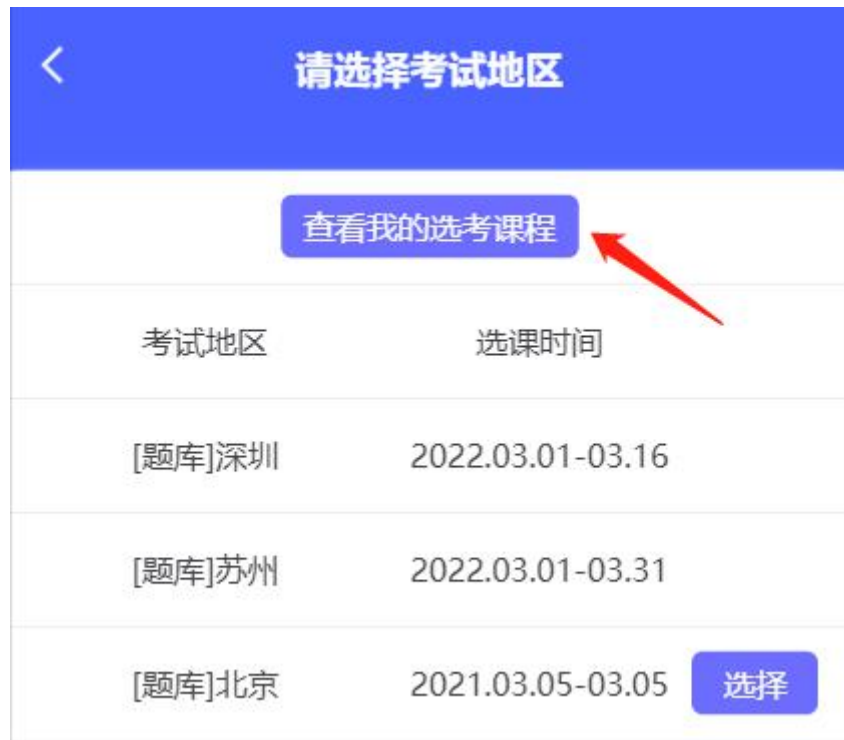 请选择考试地区
查看我的选考课程
考试地区 选课时间
[题库]深圳 2022.03.01-03.16
[题库]苏州 2022.03.01-03.31
[题库]北京 2021.03.05-03.05 选择